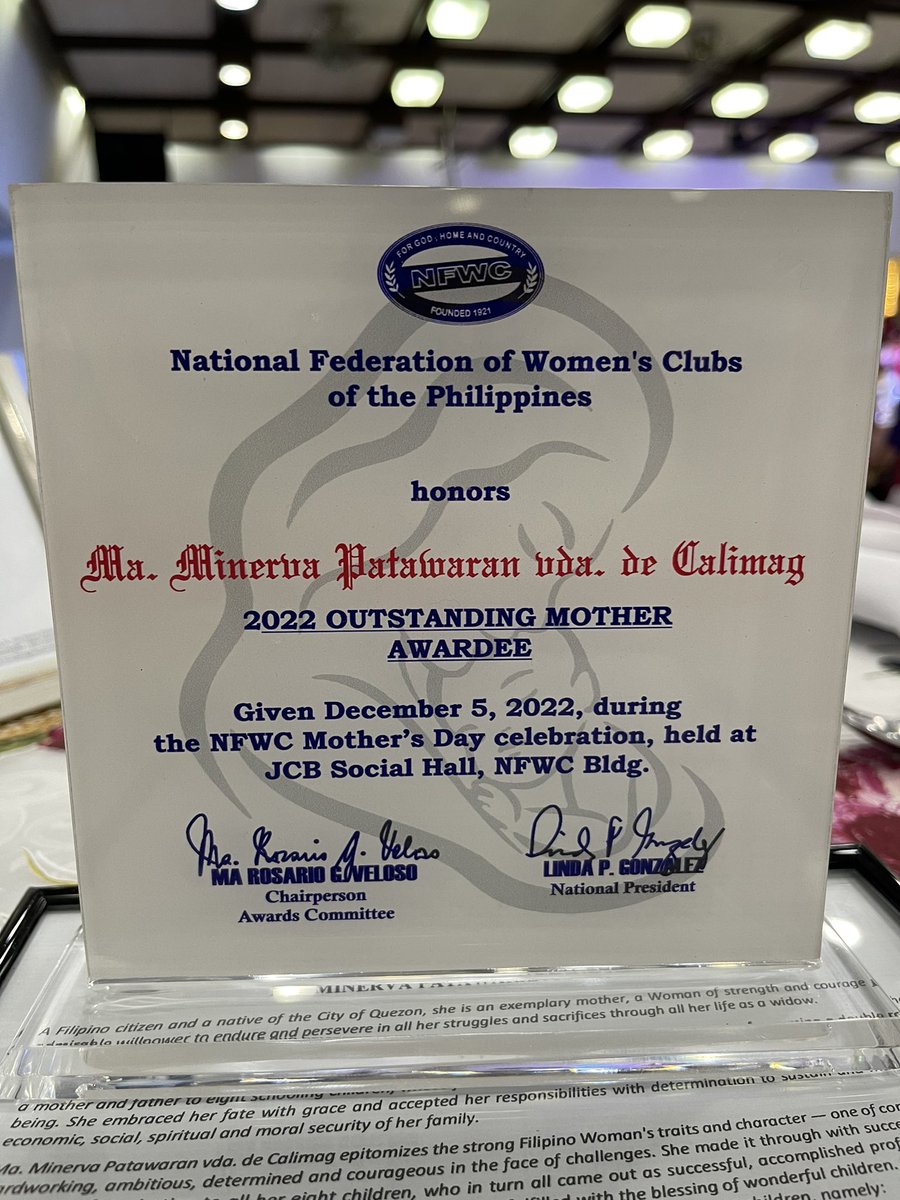 FOR GOD, HOME AND COUNTRY
NFWC
FOUNDED 1921
National Federation of Women's Clubs
of the Philippines
honors
Ma. Minerva Patawaran vda. de Calimag
2022 OUTSTANDING MOTHER
AWARDEE
Given December 5, 2022, during
the NFWC Mother's Day celebration, held at
JCB Social Hall, NFWC Bldg.
Ma. Rosario G. Veloso
MA ROSARIO G. VELOSO
Chairperson
Awards Committee
LINDA P. GONZALEZ
National President
MINERVA
A Filipino citizen and a native of the City of Quezon, she is an exemplary mother, a Woman of strength and courage
willpower to endure and persevere in all her struggles and sacrifices through all her life as a widow.
a mother and father to eight schooling children,
being. She embraced her fate with grace and accepted her responsibilities with determination to sustain
economic, social, spiritual and moral security of her family.
Ma. Minerva Patawaran vda. de Calimag epitomizes the strong Filipino Woman's traits and character — one of
ardworking, ambitious, determined and courageous in the face of challenges. She made it through with
all her eight children, who in turn all came out as successful, accomplished
with the blessing of wonderful children.
namely: